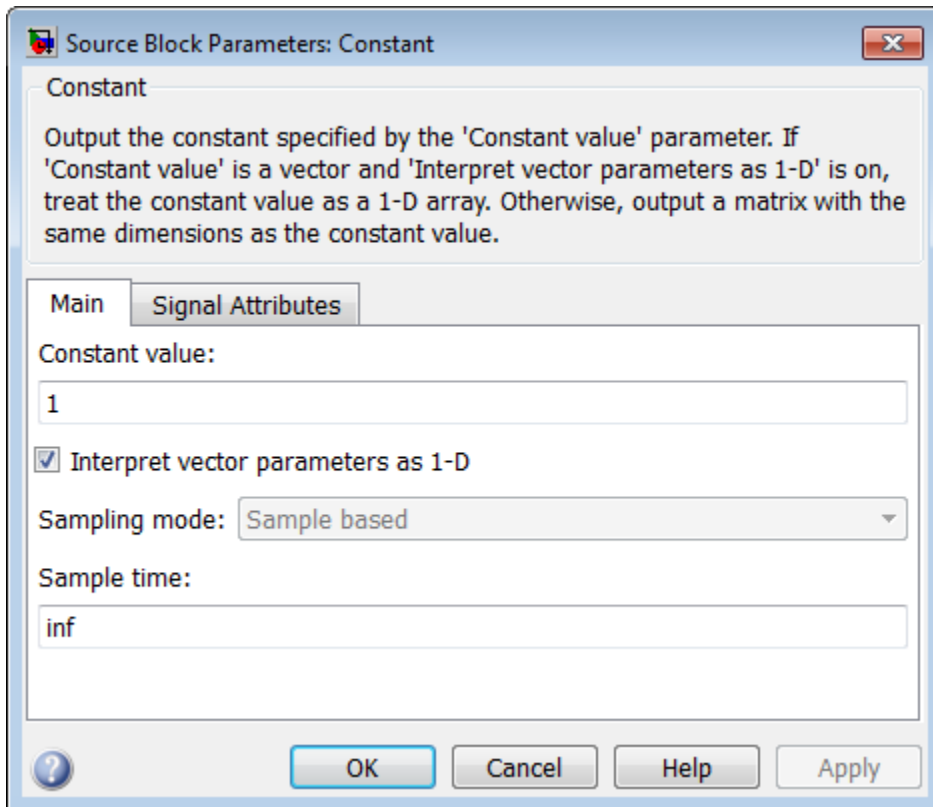 Source Block Parameters: Constant
Constant
Output the constant specified by the 'Constant value' parameter. If
'Constant value' is a vector and 'Interpret vector parameters as 1-D' is on,
treat the constant value as a 1-D array. Otherwise, output a matrix with the
same dimensions as the constant value.
Main Signal Attributes
Constant value:
1
Interpret vector parameters as 1-D
Sampling mode: Sample based
Sample time:
inf
? OK Cancel Help Apply